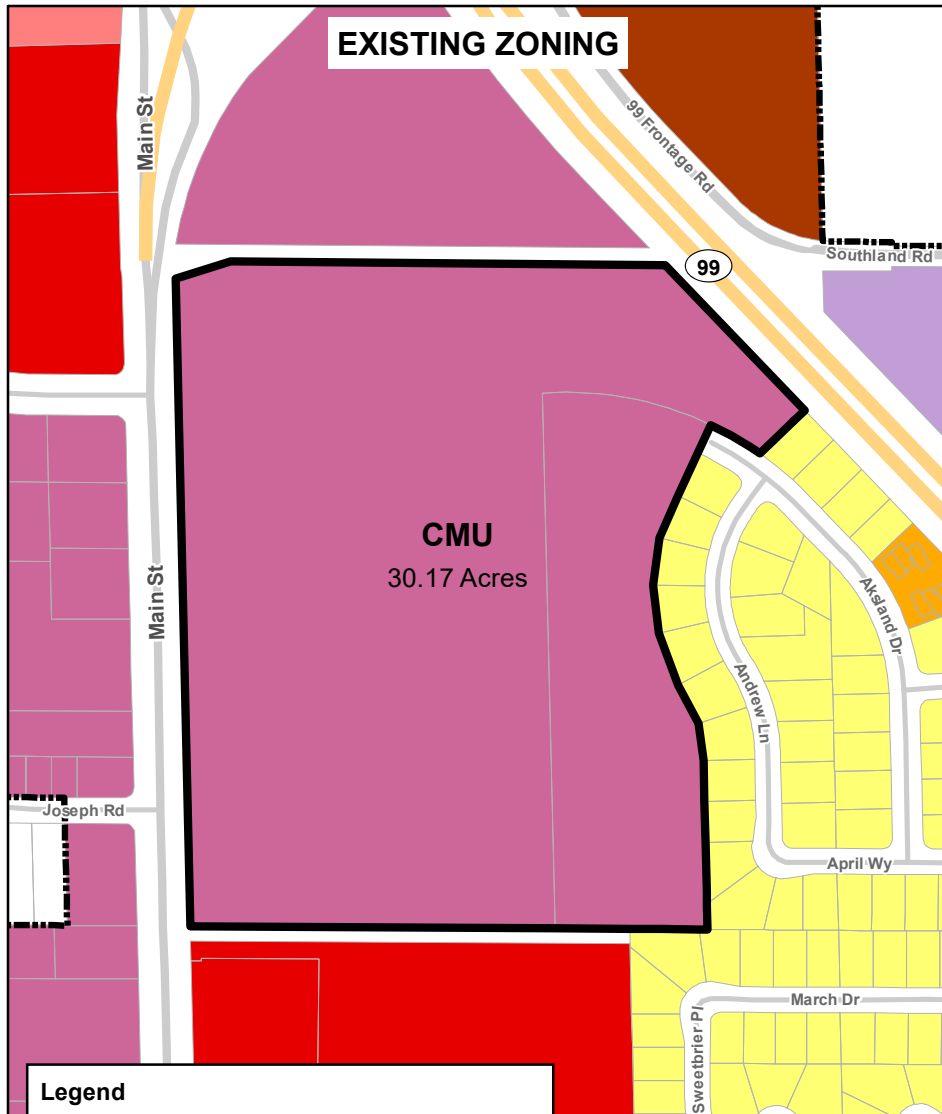 EXISTING ZONING
Main St
99 Frontage Rd
Southland Rd
99
CMU
30.17 Acres
Main St
Aksland Dr
Andrew Ln
Joseph Rd
April Wy
March Dr
Sweetbrier Pl
Legend